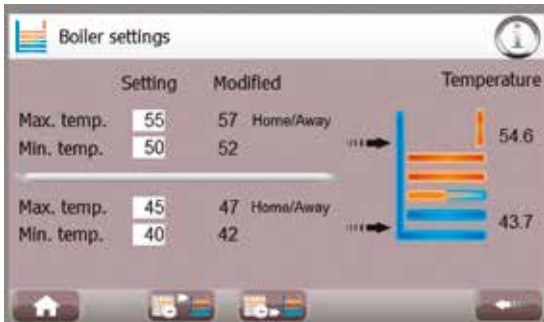 Boiler settings
Setting Modified Temperature
Max. temp. 55 57 Home/Away 54.6
Min. temp. 50 52
Max. temp. 45 47 Home/Away 43.7
Min. temp. 40 42